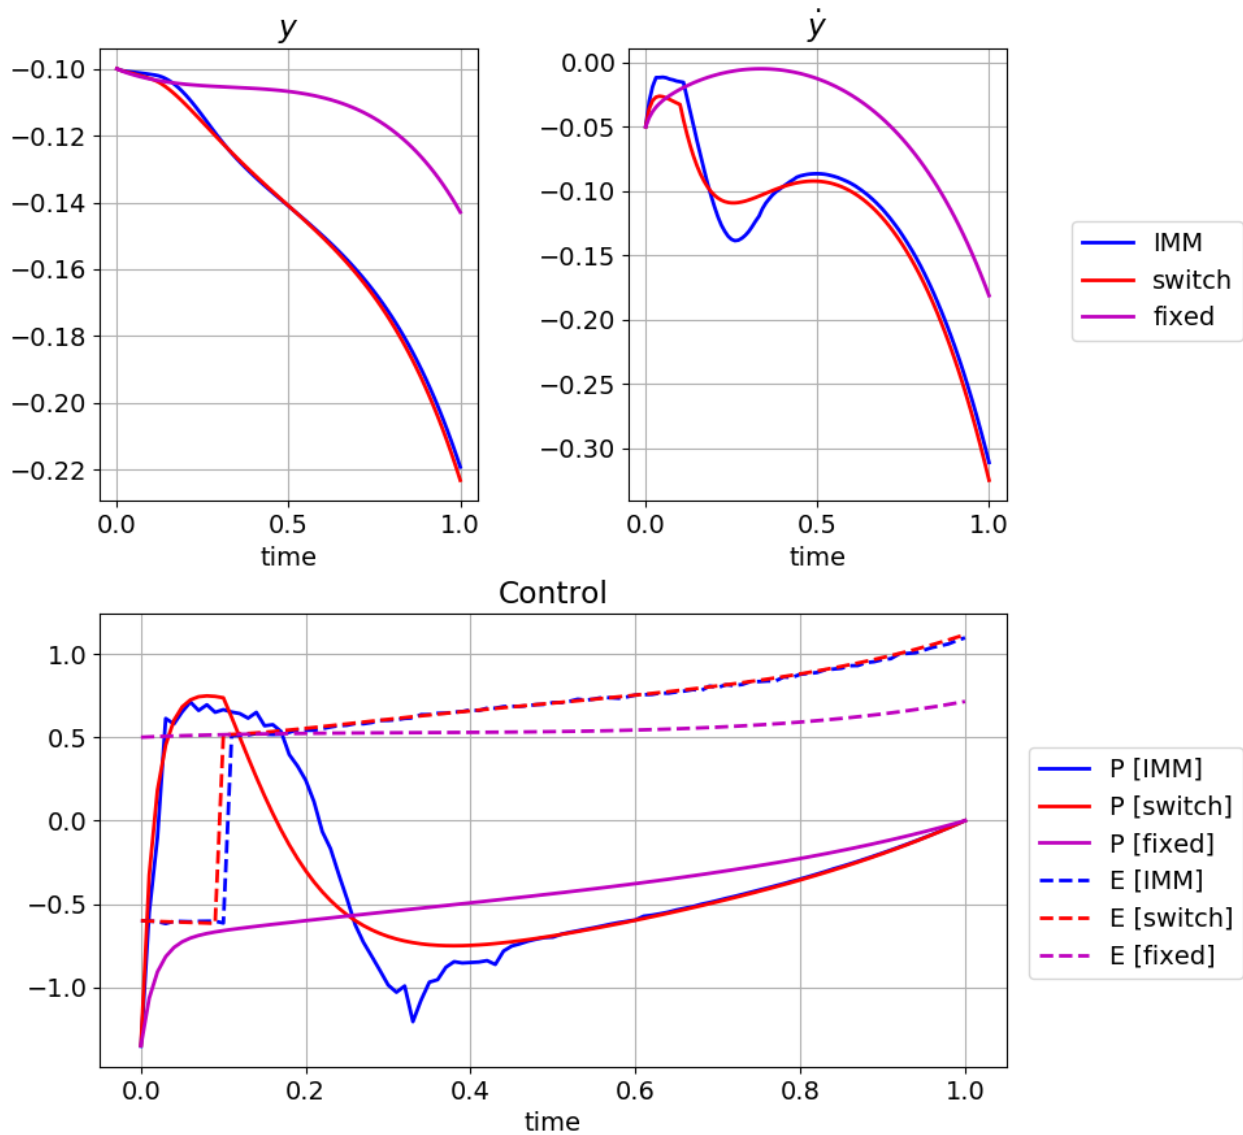 y
−0.10
−0.12
−0.14
−0.16
−0.18
−0.20
−0.22
0.0 0.5 1.0
time
ẏ
0.00
−0.05
−0.10
−0.15
−0.20
−0.25
−0.30
0.0 0.5 1.0
time
IMM
switch
fixed
Control
1.0
0.5
0.0
−0.5
−1.0
0.0 0.2 0.4 0.6 0.8 1.0
time
P [IMM]
P [switch]
P [fixed]
E [IMM]
E [switch]
E [fixed]